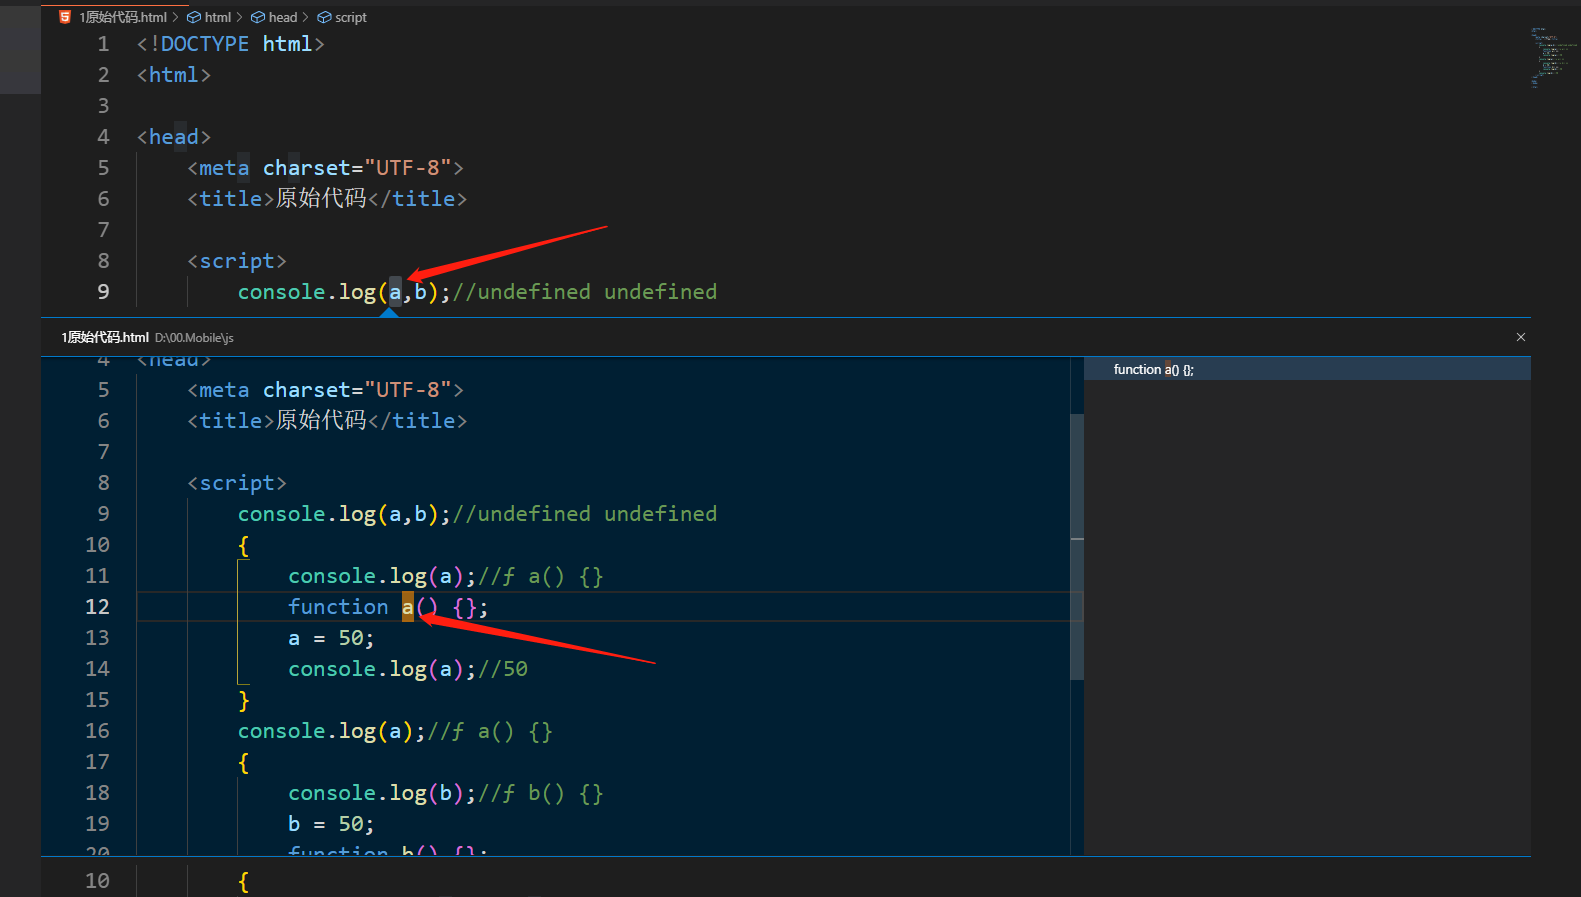 1原始代码.html > html > head > script
1 <!DOCTYPE html>
2 <html>
3
4 <head>
5 <meta charset="UTF-8">
6 <title>原始代码</title>
7
8 <script>
9 console.log(a,b);//undefined undefined
1原始代码.html D:\00.Mobile\js
4 <head>
5 <meta charset="UTF-8">
6 <title>原始代码</title>
7
8 <script>
9 console.log(a,b);//undefined undefined
10 {
11 console.log(a);//ƒ a() {}
12 function a() {};
13 a = 50;
14 console.log(a);//50
15 }
16 console.log(a);//ƒ a() {}
17 {
18 console.log(b);//ƒ b() {}
19 b = 50;
20 function b() {};
function a() {};
10 {